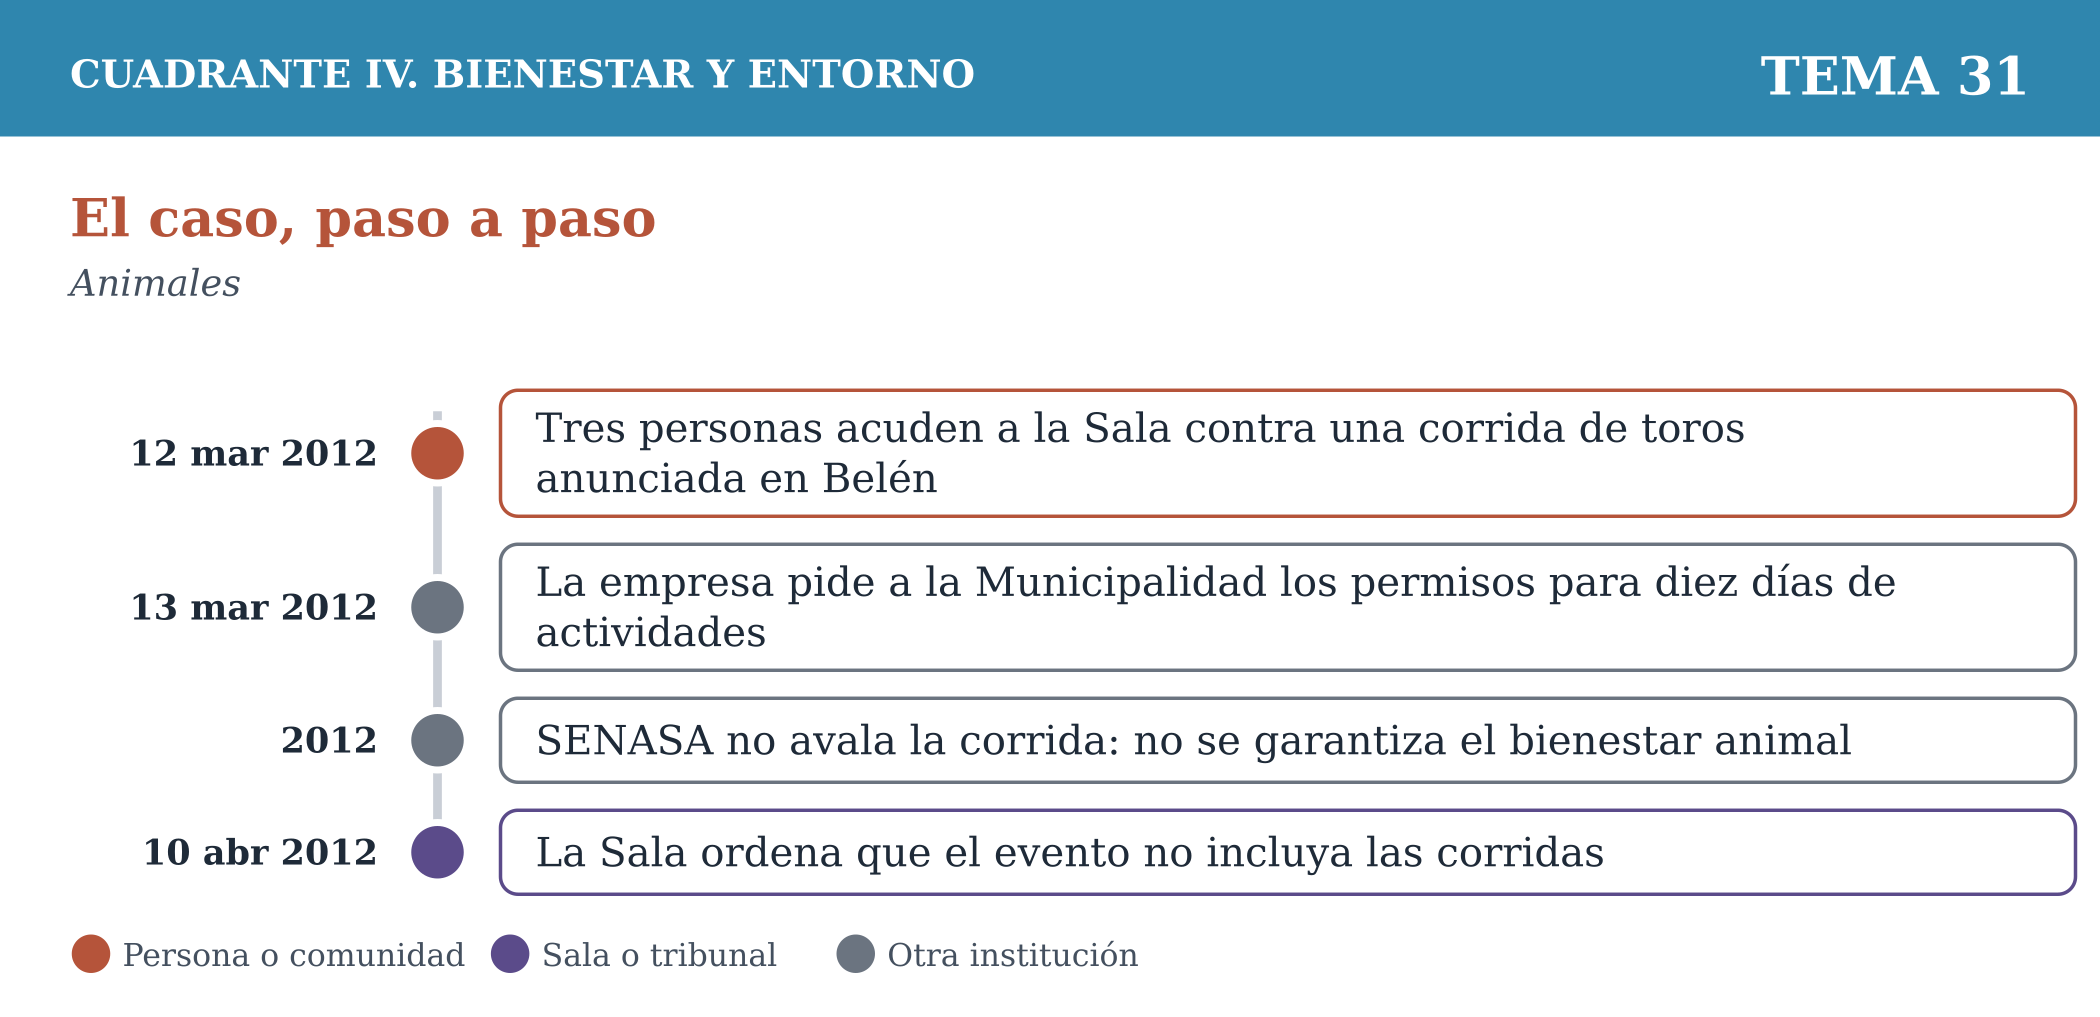 CUADRANTE IV. BIENESTAR Y ENTORNO
TEMA 31
El caso, paso a paso
Animales
12 mar 2012
Tres personas acuden a la Sala contra una corrida de toros
anunciada en Belén
13 mar 2012
La empresa pide a la Municipalidad los permisos para diez días de
actividades
2012
SENASA no avala la corrida: no se garantiza el bienestar animal
10 abr 2012
La Sala ordena que el evento no incluya las corridas
Persona o comunidad
Sala o tribunal
Otra institución